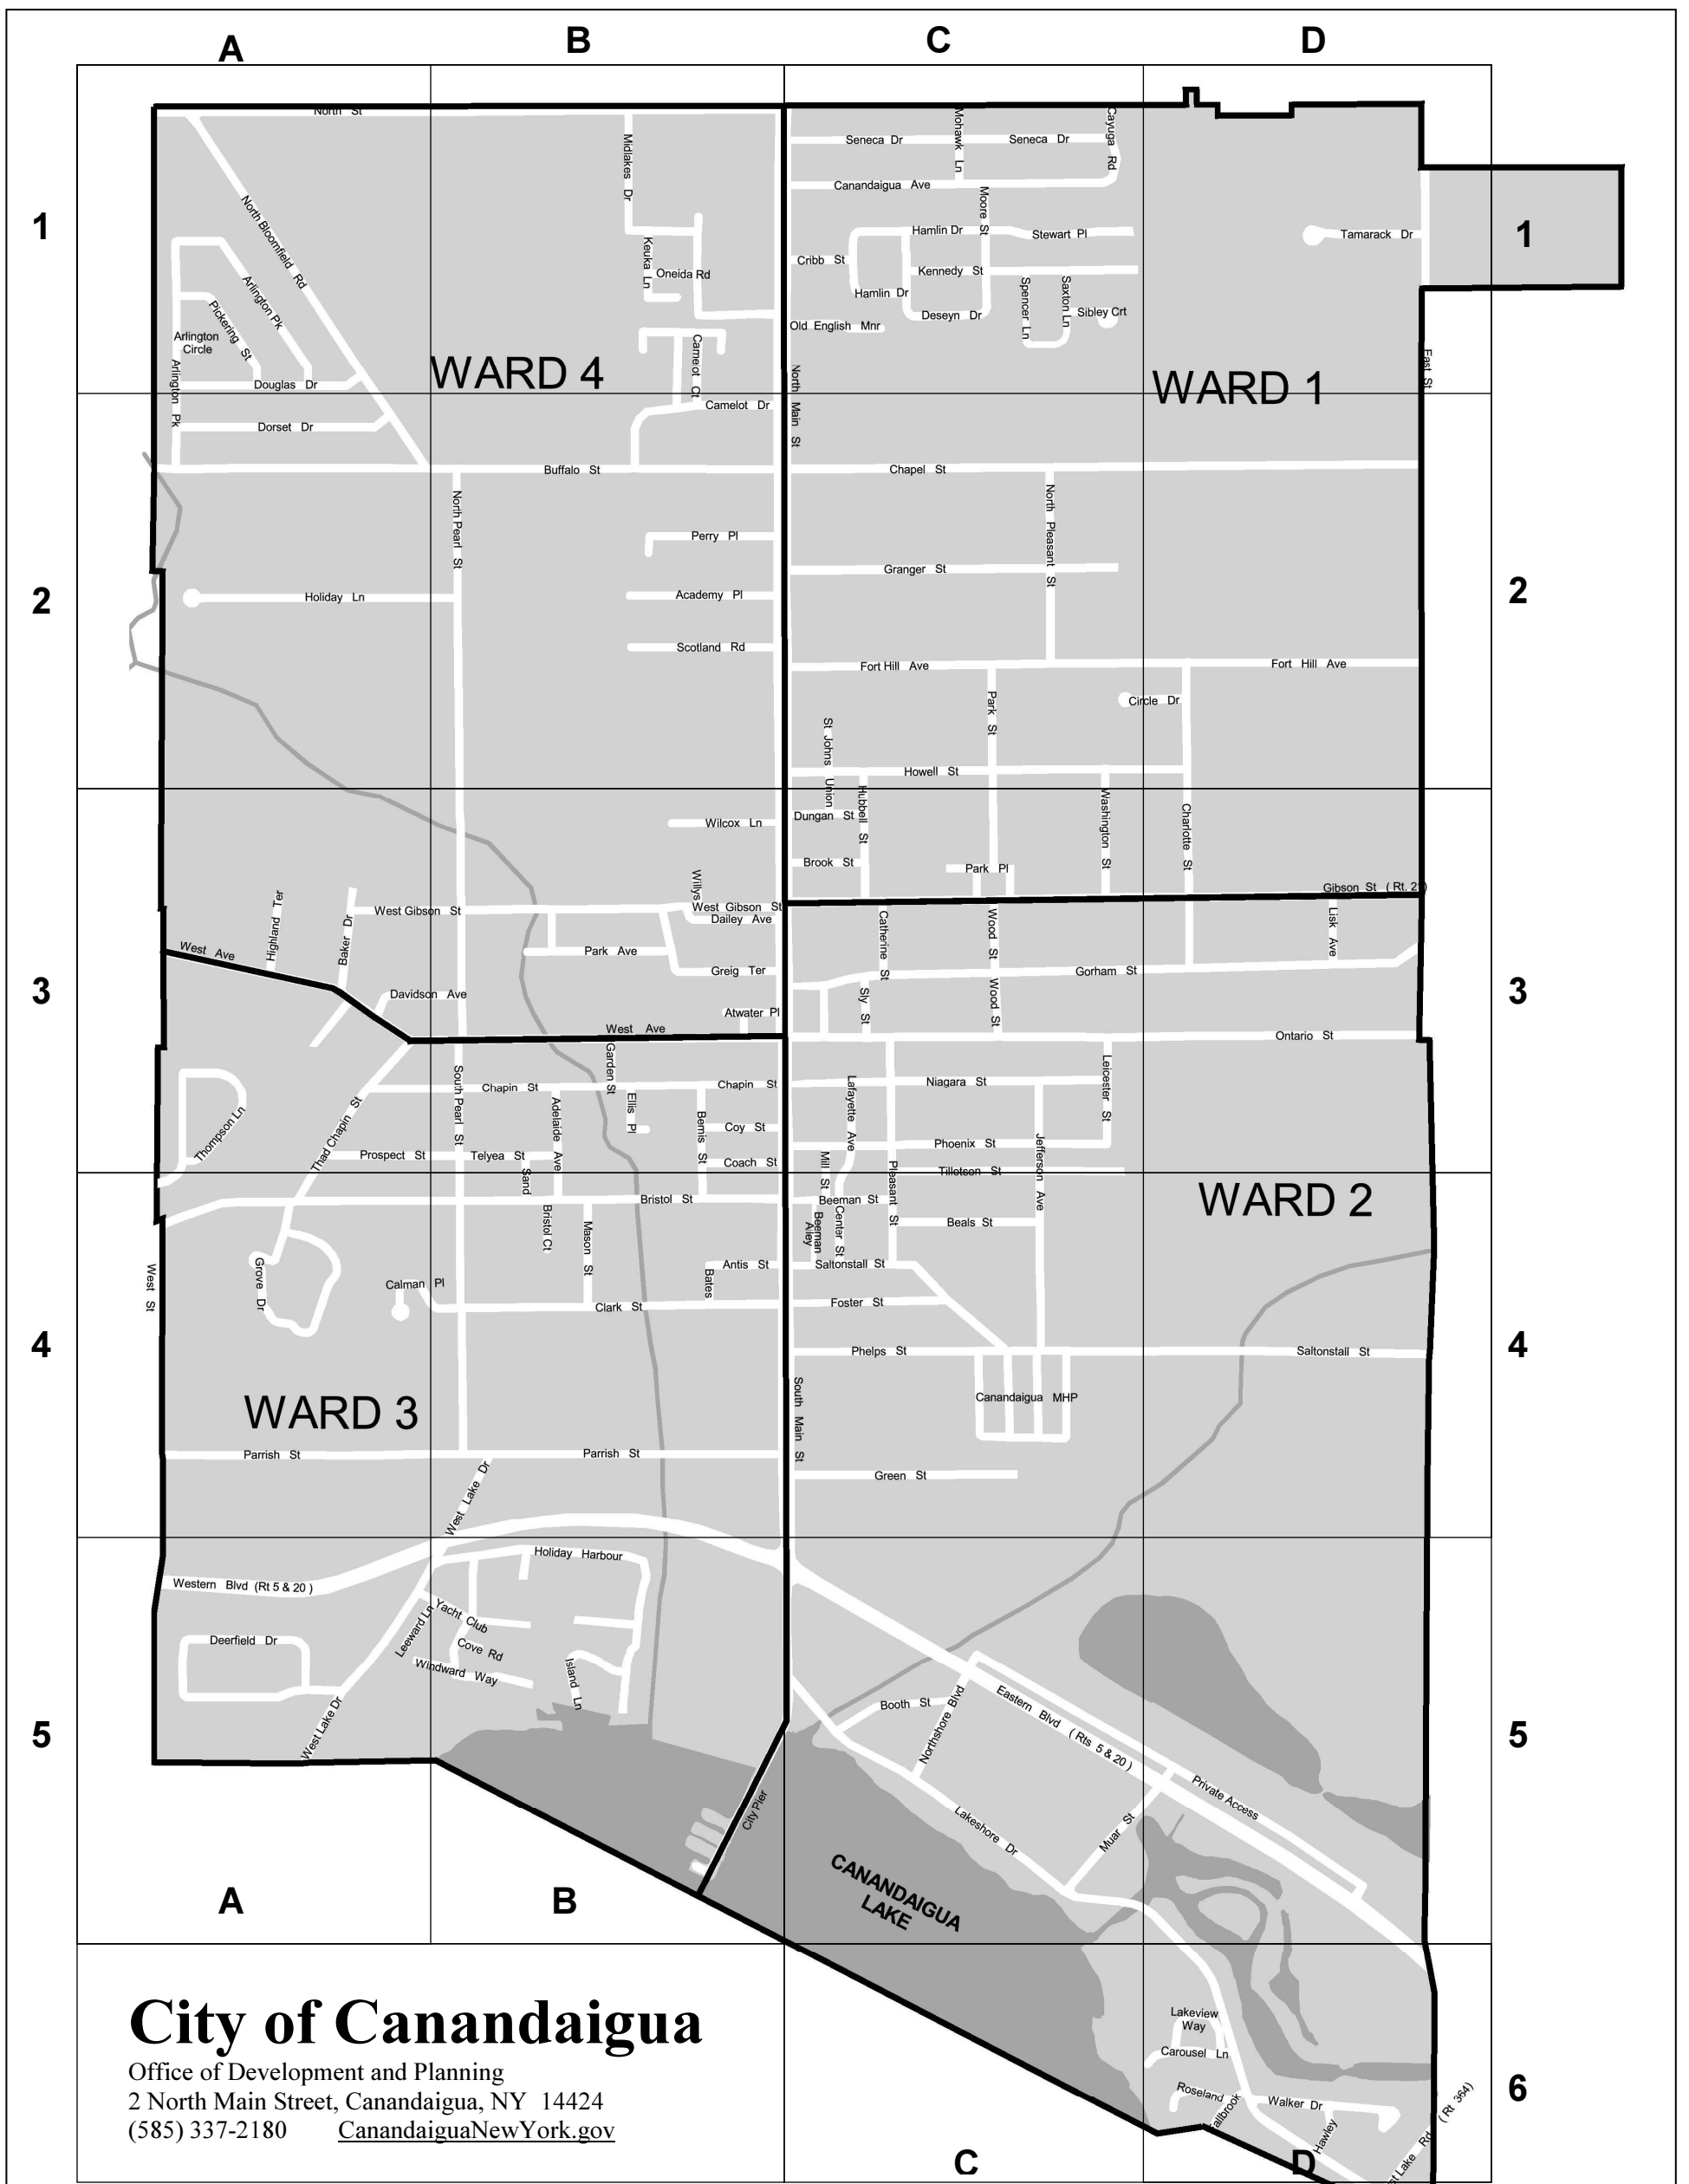 A
B
C
D
North St
Midlakes Dr
Mohawk Ln
Cayuga Rd
Seneca Dr
Seneca Dr
Canandaigua Ave
Moore St
1
North Bloomfield Rd
Hamlin Dr
Stewart Pl
Tamarack Dr
1
Keuka Ln
Oneida Rd
Cribb St
Kennedy St
Arlington Pk
Hamlin Dr
Spencer Ln
Saxton Ln
Pickering St
Deseyn Dr
Sibley Crt
Old English Mnr
Arlington
Circle
Camelot Ct
East St
WARD 4
WARD 1
Arlington Pk
Douglas Dr
North Main St
Camelot Dr
Dorset Dr
Buffalo St
Chapel St
North Pearl St
North Pleasant St
Perry Pl
Granger St
2
Holiday Ln
Academy Pl
2
Scotland Rd
Fort Hill Ave
Fort Hill Ave
Park St
Circle Dr
St Johns
Howell St
Union
Hubbell St
Washington St
Charlotte St
Dungan St
Wilcox Ln
Brook St
Park Pl
Willys
Gibson St
West Gibson St
West Gibson St
Dailey Ave
Highland Ter
Baker Dr
Catherine St
Wood St
Lisk Ave
West Ave
Park Ave
Greig Ter
Gorham St
3
Davidson Ave
Sly St
Wood St
3
Atwater Pl
West Ave
Ontario St
Garden St
Leicester St
South Pearl St
Chapin St
Chapin St
Lafayette Ave
Niagara St
Adelaide Ave
Ellis Pl
Bemis St
Thompson Ln
Thad Chapin St
Coy St
Phoenix St
Jefferson Ave
Prospect St
Telyea St
Coach St
Mill St
Pleasant St
Tillotson St
Sand
Bristol St
Beeman St
WARD 2
Bristol Ct
Mason St
Beeman
Alley
Center St
Beals St
West St
Grove Dr
Antis St
Saltonstall St
Bates
Calman Pl
Clark St
Foster St
4
Phelps St
Saltonstall St
4
South Main St
Canandaigua MHP
WARD 3
Parrish St
Parrish St
Green St
West Lake Dr
Holiday Harbour
Western Blvd (Rt 5 & 20 )
Yacht Club
Leeward Ln
Deerfield Dr
Cove Rd
Windward Way
Island Ln
Booth St
Northshore Blvd
Eastern Blvd ( Rts 5 & 20 )
West Lake Dr
5
5
City Pier
Private Access
Lakeshore Dr
Muar St
CANANDAIGUA
LAKE
A
B
City of Canandaigua
Office of Development and Planning
2 North Main Street, Canandaigua, NY 14424
(585) 337-2180 CanandaiguaNewYork.gov
Lakeview
Way
Carousel Ln
Roseland
Walker Dr
Hawley
Lake Rd
( Rt 364)
6
C
D